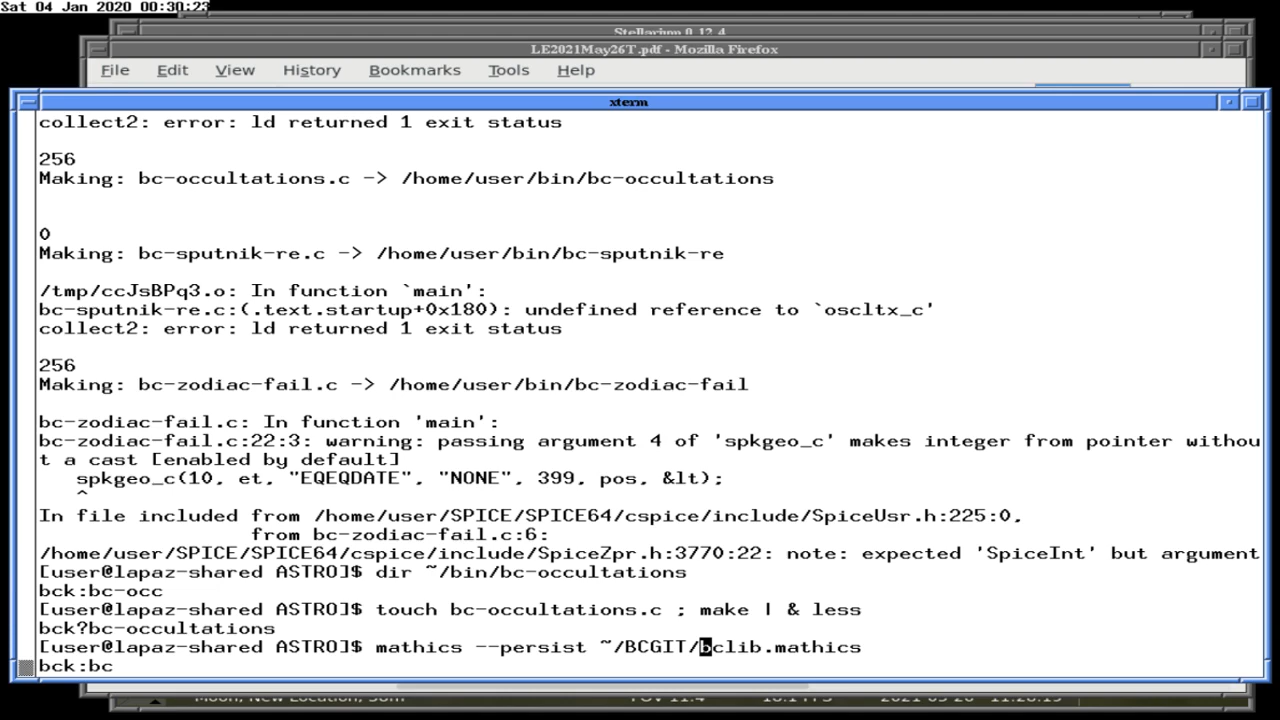 Sat 04 Jan 2020 00:30:23
Stellarium 0.12.4
LE2021May26T.pdf - Mozilla Firefox
File Edit View History Bookmarks Tools Help
xterm
collect2: error: ld returned 1 exit status
256
Making: bc-occultations.c -> /home/user/bin/bc-occultations
0
Making: bc-sputnik-re.c -> /home/user/bin/bc-sputnik-re
/tmp/ccJsBPq3.o: In function `main':
bc-sputnik-re.c:(.text.startup+0x180): undefined reference to `oscltx_c'
collect2: error: ld returned 1 exit status
256
Making: bc-zodiac-fail.c -> /home/user/bin/bc-zodiac-fail
bc-zodiac-fail.c: In function 'main':
bc-zodiac-fail.c:22:3: warning: passing argument 4 of 'spkgeo_c' makes integer from pointer withou
t a cast [enabled by default]
spkgeo_c(10, et, "EQEQDATE", "NONE", 399, pos, &lt);
^
In file included from /home/user/SPICE/SPICE64/cspice/include/SpiceUsr.h:225:0,
from bc-zodiac-fail.c:6:
/home/user/SPICE/SPICE64/cspice/include/SpiceZpr.h:3770:22: note: expected 'SpiceInt' but argument
[user@lapaz-shared ASTRO]$ dir ~/bin/bc-occultations
bck:bc-occ
[user@lapaz-shared ASTRO]$ touch bc-occultations.c ; make | & less
bck?bc-occultations
[user@lapaz-shared ASTRO]$ mathics --persist ~/BCGIT/bclib.mathics
bck:bc
Moon, New Location, 30m